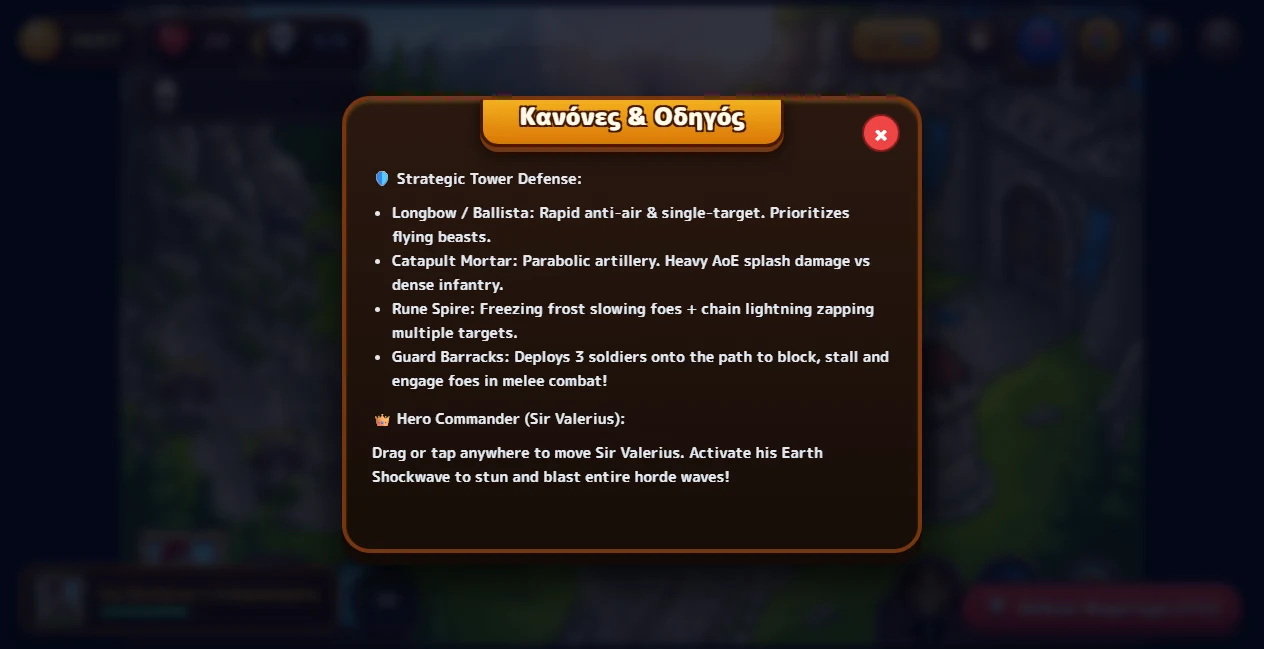 Κανόνες & Οδηγός
Strategic Tower Defense:
Longbow / Ballista: Rapid anti-air & single-target. Prioritizes
flying beasts.
Catapult Mortar: Parabolic artillery. Heavy AoE splash damage vs
dense infantry.
Rune Spire: Freezing frost slowing foes + chain lightning zapping
multiple targets.
Guard Barracks: Deploys 3 soldiers onto the path to block, stall and
engage foes in melee combat!
Hero Commander (Sir Valerius):
Drag or tap anywhere to move Sir Valerius. Activate his Earth
Shockwave to stun and blast entire horde waves!